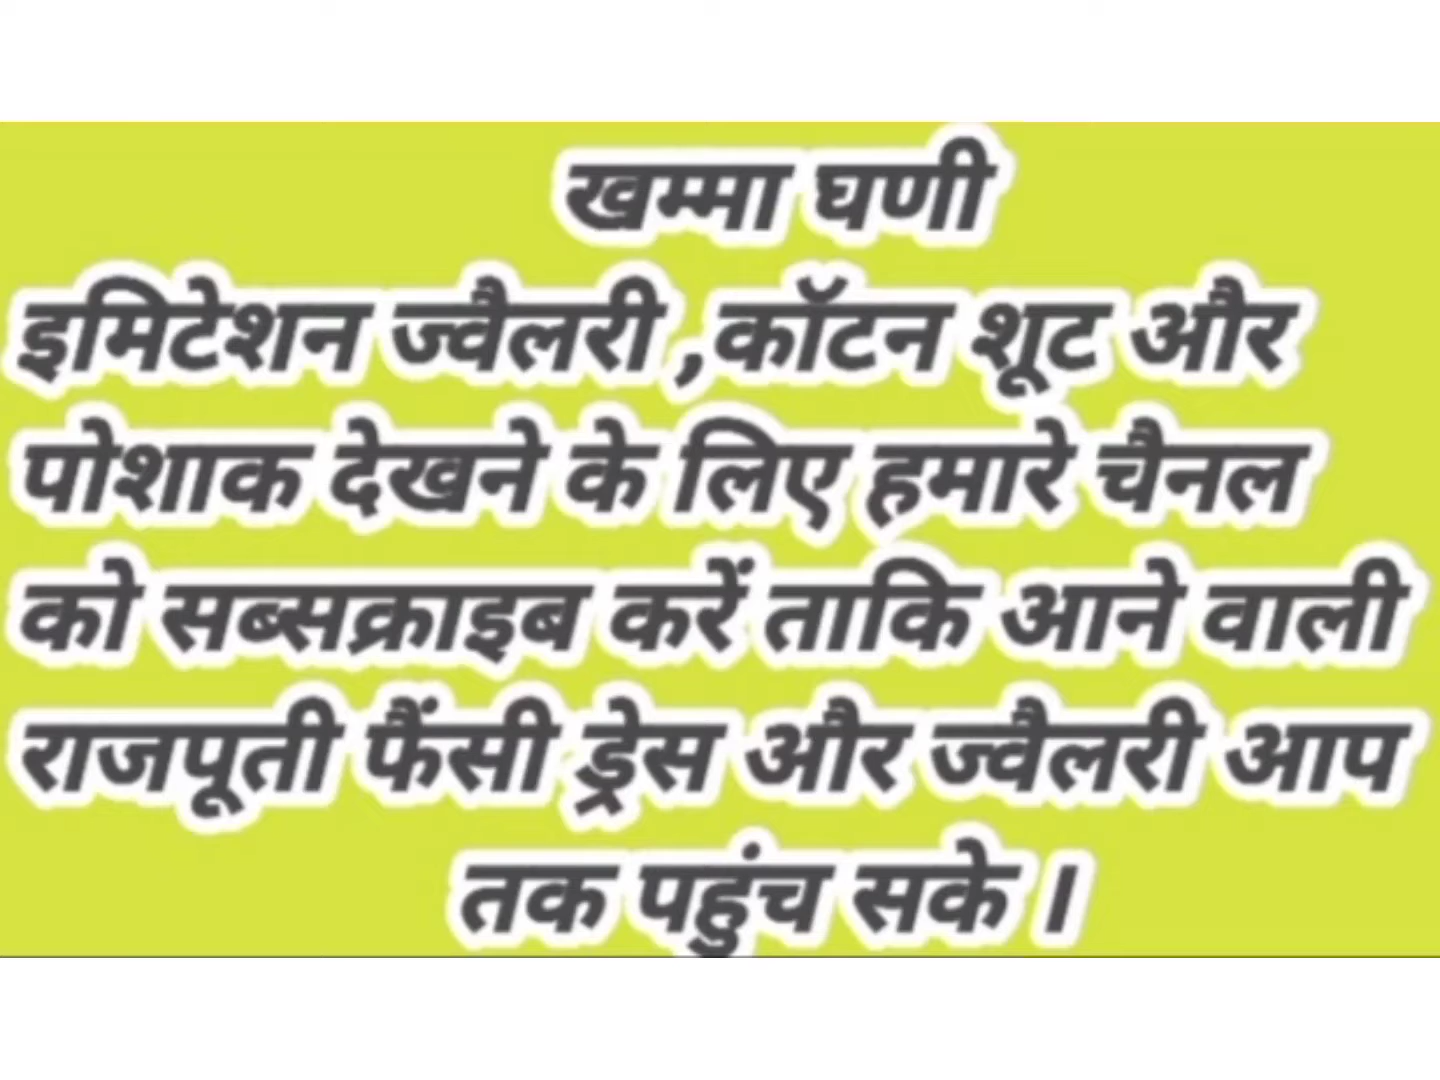 खम्मा घणी
इमिटेशन ज्वैलरी ,कॉटन शूट और
पोशाक देखने के लिए हमारे चैनल
को सब्सक्राइब करें ताकि आने वाली
राजपूती फैंसी ड्रेस और ज्वैलरी आप
तक पहुंच सके ।